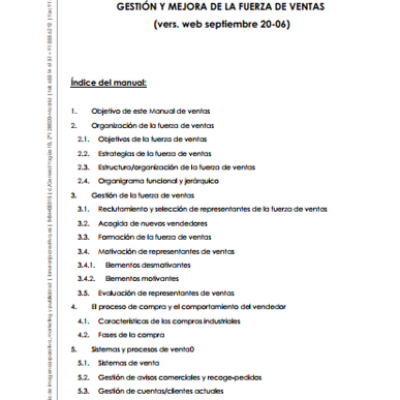 GESTIÓN Y MEJORA DE LA FUERZA DE VENTAS
(vers. web septiembre 20-06)
Índice del manual:
1. Objetivo de este Manual de ventas
2. Organización de la fuerza de ventas
2.1. Objetivos de la fuerza de ventas
2.2. Estrategias de la fuerza de ventas
2.3. Estructura/organización de la fuerza de ventas
2.4. Organigrama funcional y jerárquico
3. Gestión de la fuerza de ventas
3.1. Reclutamiento y selección de representantes de la fuerza de ventas
3.2. Acogida de nuevos vendedores
3.3. Formación de la fuerza de ventas
3.4. Motivación de representantes de ventas
3.4.1. Elementos desmotivantes
3.4.2. Elementos motivantes
3.5. Evaluación de representantes de ventas
4. El proceso de compra y el comportamiento del vendedor
4.1. Características de las compras industriales
4.2. Fases de la compra
5. Sistemas y procesos de venta0
5.1. Sistemas de venta
5.2. Gestión de avisos comerciales y recoge-pedidos
5.3. Gestión de cuentas/clientes actuales